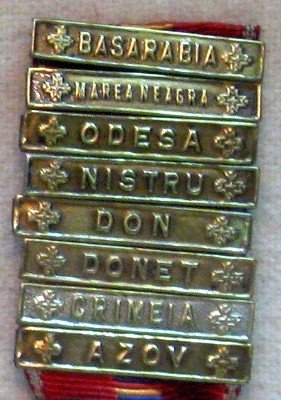 BASARABIA
MAREA NEAGRA
ODESA
NISTRU
DON
DONET
CRIMEIA
AZOV